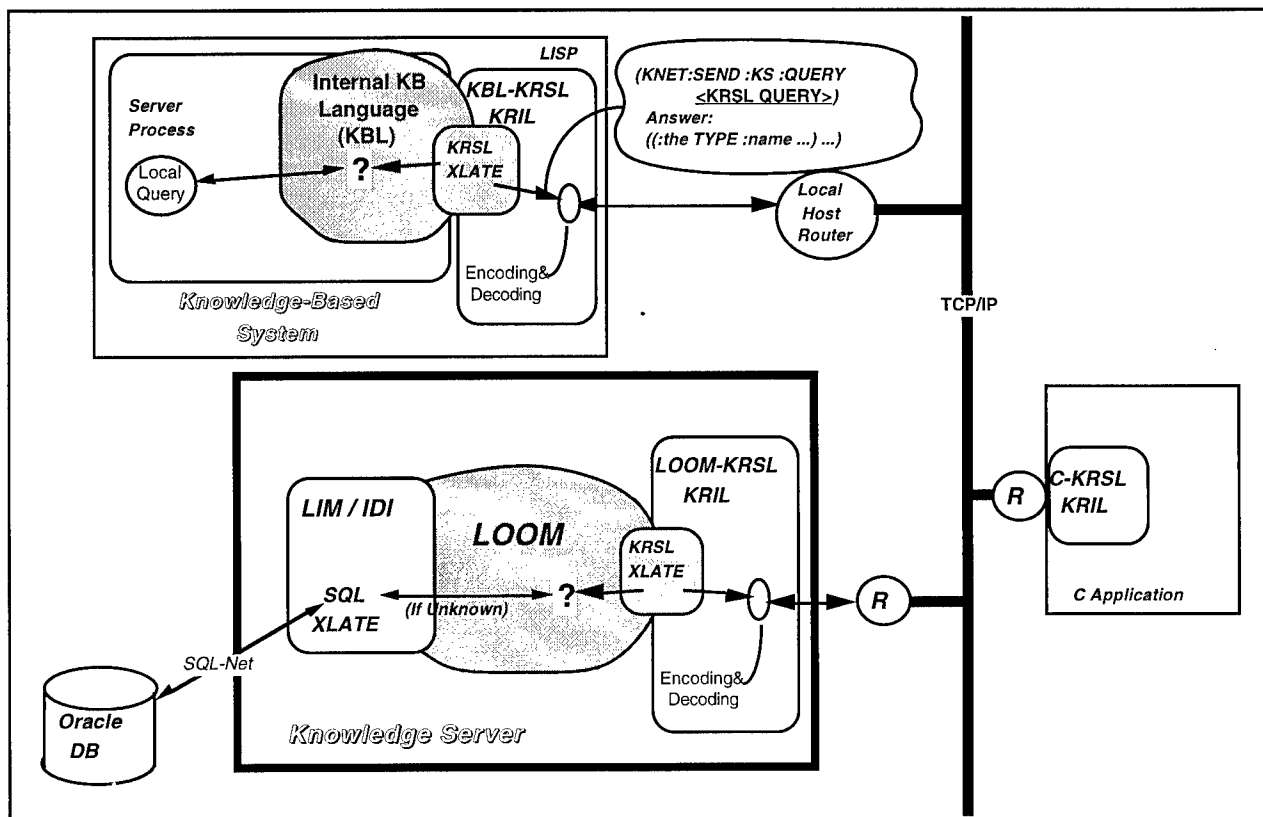 LISP
Server
Process
Local
Query
Internal KB
Language
(KBL)
?
KBL-KRSL
KRIL
KRSL
XLATE
Encoding&
Decoding
Knowledge-Based
System
(KNET:SEND :KS :QUERY
<KRSL QUERY>)
Answer:
((:the TYPE :name ...) ...)
Local
Host
Router
TCP/IP
LIM / IDI
SQL
XLATE
(If Unknown)
LOOM
?
LOOM-KRSL
KRIL
KRSL
XLATE
Encoding&
Decoding
Knowledge Server
R
SQL-Net
Oracle
DB
R
C-KRSL
KRIL
C Application